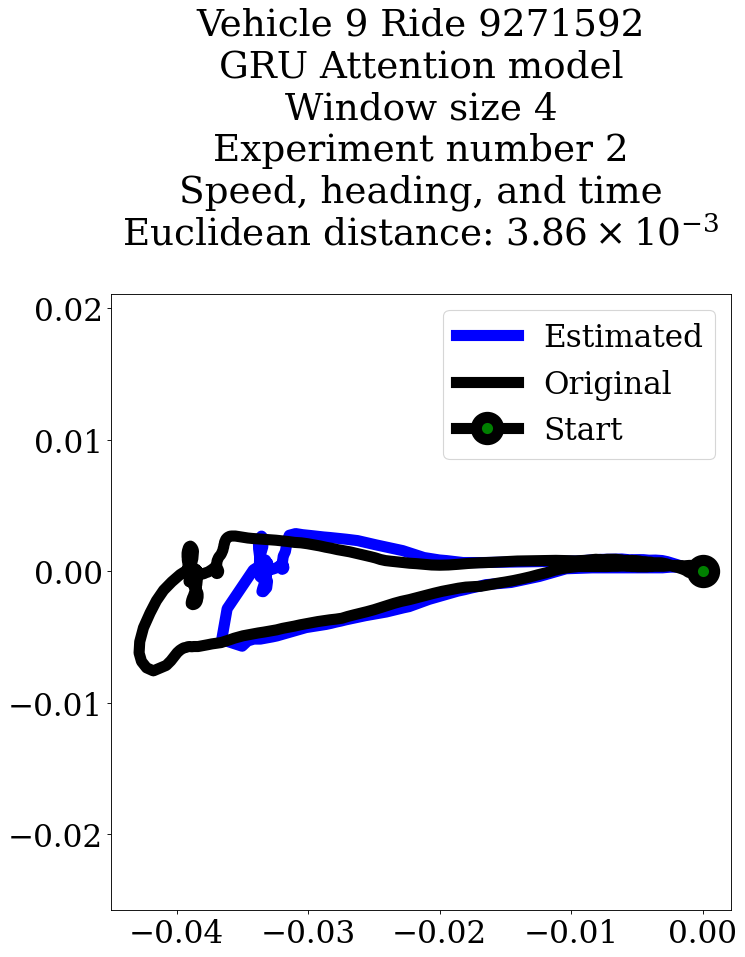 Vehicle 9 Ride 9271592
GRU Attention model
Window size 4
Experiment number 2
Speed, heading, and time
Euclidean distance: 3.86 × 10⁻³
0.02
Estimated
Original
Start
0.01
0.00
−0.01
−0.02
−0.04
−0.03
−0.02
−0.01
0.00